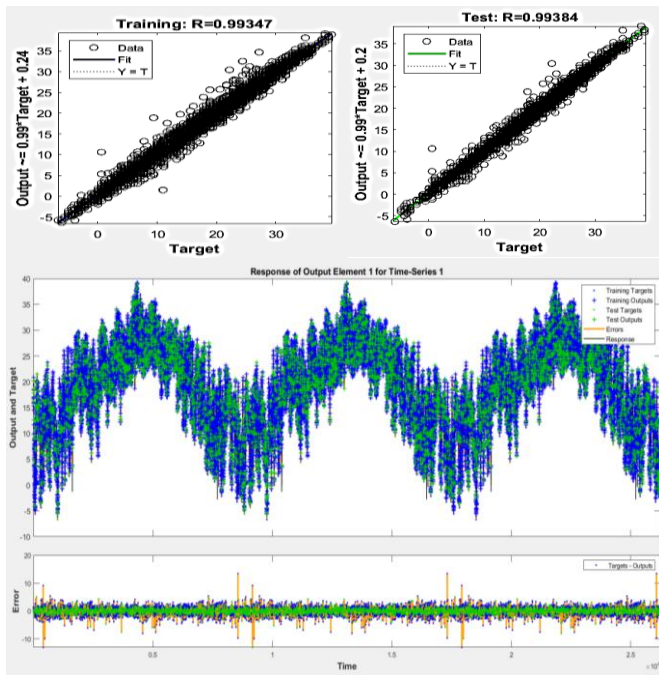 Training: R=0.99347
Output ~= 0.99*Target + 0.24
35
30
25
20
15
10
5
0
-5
Data
Fit
Y = T
0
10
20
30
Target
Test: R=0.99384
Output ~= 0.99*Target + 0.2
35
30
25
20
15
10
5
0
-5
Data
Fit
Y = T
0
10
20
30
Target
Response of Output Element 1 for Time-Series 1
Output and Target
40
35
30
25
20
15
10
5
0
-5
-10
Training Targets
Training Outputs
Test Targets
Test Outputs
Errors
Response
Error
20
10
0
-10
Targets - Outputs
0.5
1
1.5
2
2.5
Time